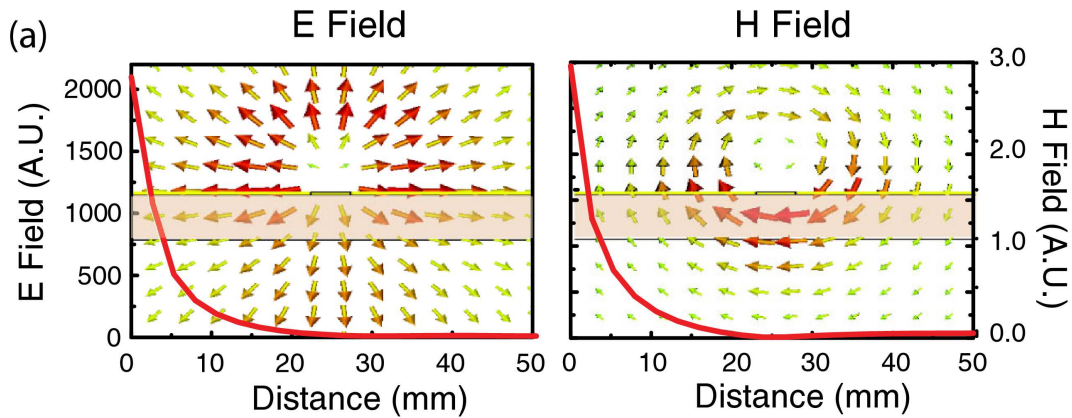 (a)
E Field
H Field
2000
1500
1000
500
0
E Field (A.U.)
3.0
2.0
1.0
0.0
H Field (A.U.)
0 10 20 30 40 50
0 10 20 30 40 50
Distance (mm)
Distance (mm)